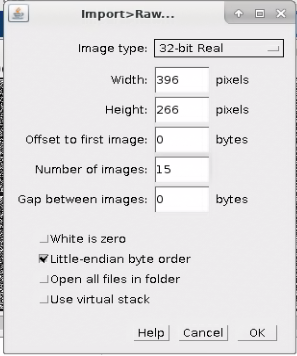 Import>Raw...
Image type: 32-bit Real
Width: 396 pixels
Height: 266 pixels
Offset to first image: 0 bytes
Number of images: 15
Gap between images: 0 bytes
White is zero
Little-endian byte order
Open all files in folder
Use virtual stack
Help Cancel OK